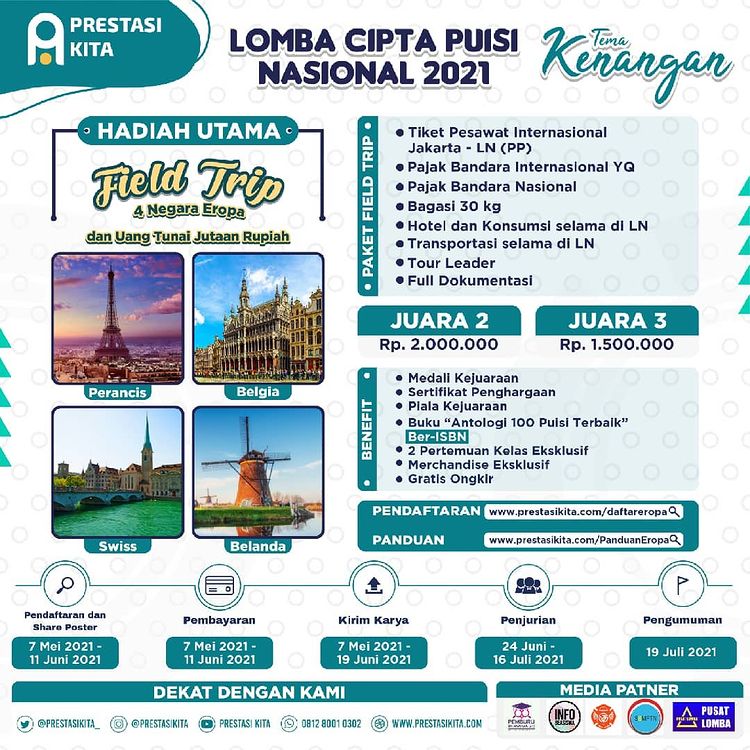 PRESTASI
KITA
LOMBA CIPTA PUISI
NASIONAL 2021
Tema
Kenangan
HADIAH UTAMA
Field Trip
4 Negara Eropa
dan Uang Tunai Jutaan Rupiah
Perancis
Belgia
Swiss
Belanda
PAKET FIELD TRIP
Tiket Pesawat Internasional
Jakarta - LN (PP)
Pajak Bandara Internasional YQ
Pajak Bandara Nasional
Bagasi 30 kg
Hotel dan Konsumsi selama di LN
Transportasi selama di LN
Tour Leader
Full Dokumentasi
JUARA 2
Rp. 2.000.000
JUARA 3
Rp. 1.500.000
BENEFIT
Medali Kejuaraan
Sertifikat Penghargaan
Piala Kejuaraan
Buku “Antologi 100 Puisi Terbaik”
Ber-ISBN
2 Pertemuan Kelas Eksklusif
Merchandise Eksklusif
Gratis Ongkir
PENDAFTARAN www.prestasikita.com/daftareropa
PANDUAN www.prestasikita.com/PanduanEropa
Pendaftaran dan
Share Poster
7 Mei 2021 -
11 Juni 2021
Pembayaran
7 Mei 2021 -
11 Juni 2021
Kirim Karya
7 Mei 2021 -
19 Juni 2021
Penjurian
24 Juni -
16 Juli 2021
Pengumuman
19 Juli 2021
DEKAT DENGAN KAMI
@PRESTASIKITA_
@PRESTASIKITA
PRESTASI KITA
0812 8001 0302
WWW.PRESTASIKITA.COM
MEDIA PATNER
PEMBURU
INFO
PUSAT
LOMBA